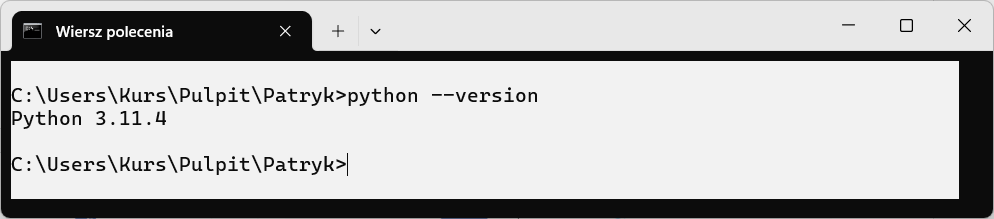 Wiersz polecenia
C:\Users\Kurs\Pulpit\Patryk>python --version
Python 3.11.4
C:\Users\Kurs\Pulpit\Patryk>